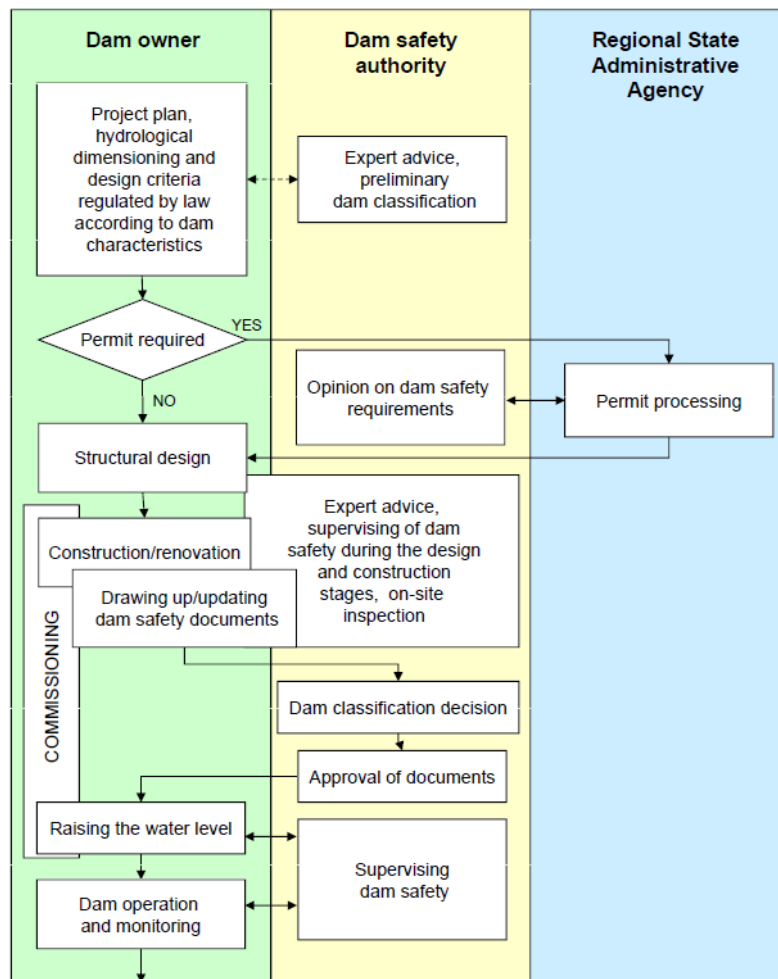 Dam owner
Dam safety
authority
Regional State
Administrative
Agency
Project plan,
hydrological
dimensioning and
design criteria
regulated by law
according to dam
characteristics
Expert advice,
preliminary
dam classification
Permit required
YES
NO
Opinion on dam safety
requirements
Permit processing
Structural design
COMMISSIONING
Construction/renovation
Expert advice,
supervising of dam
safety during the design
and construction
stages, on-site
inspection
Drawing up/updating
dam safety documents
Dam classification decision
Approval of documents
Raising the water level
Supervising
dam safety
Dam operation
and monitoring